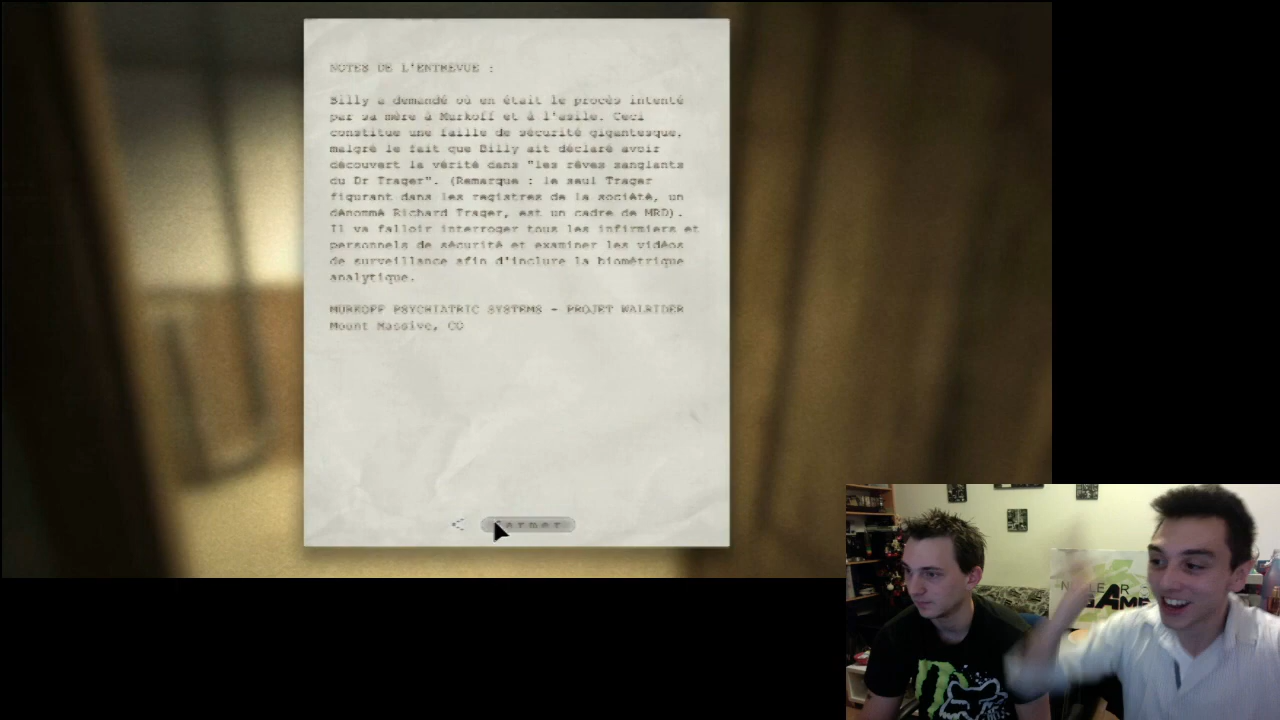 NOTES DE L'ENTREVUE :
Billy a demandé où en était le procès intenté
par sa mère à Murkoff et à l'asile. Ceci
constitue une faille de sécurité gigantesque,
malgré le fait que Billy ait déclaré avoir
découvert la vérité dans "les rêves sanglants
du Dr Trager". (Remarque : le seul Trager
figurant dans les registres de la société, un
dénommé Richard Trager, est un cadre de MRD).
Il va falloir interroger tous les infirmiers et
personnels de sécurité et examiner les vidéos
de surveillance afin d'inclure la biométrique
analytique.
MURKOFF PSYCHIATRIC SYSTEMS - PROJET WALRIDER
Mount Massive, CO
< 
GAME